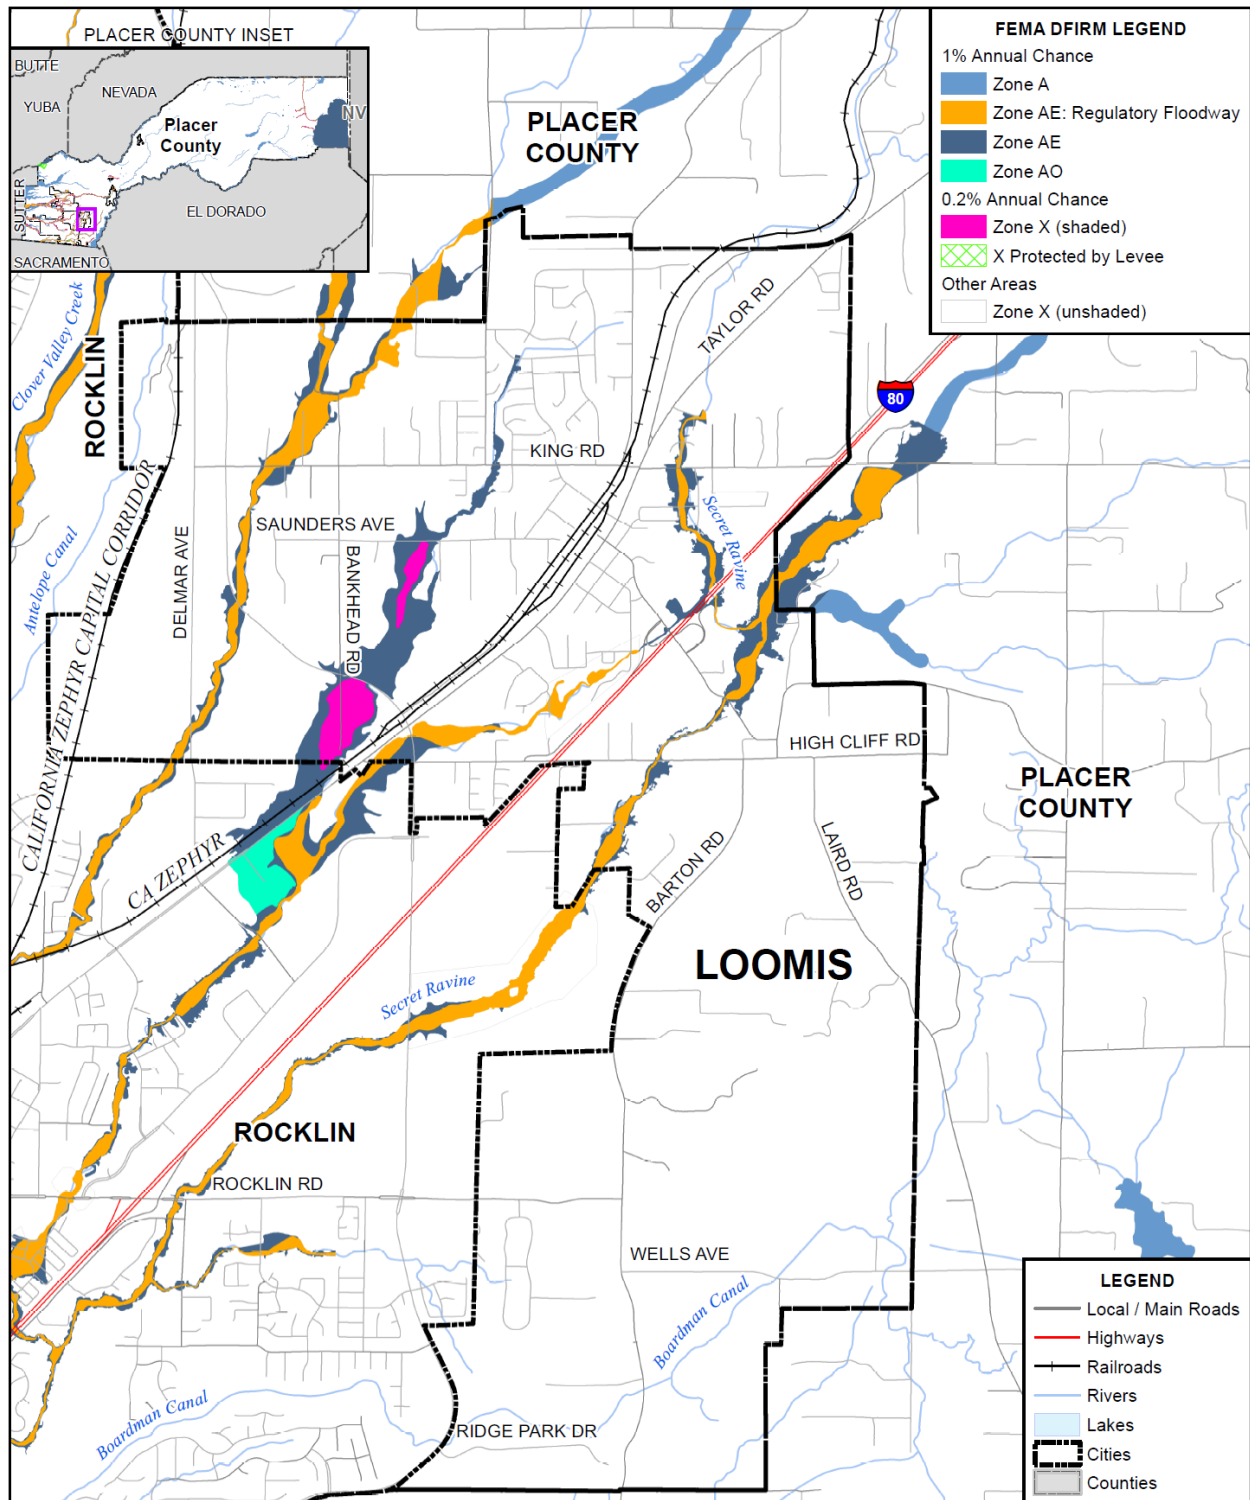 PLACER COUNTY INSET
BUTTE
YUBA
NEVADA
NV
Placer
County
SUTTER
EL DORADO
SACRAMENTO
FEMA DFIRM LEGEND
1% Annual Chance
Zone A
Zone AE: Regulatory Floodway
Zone AE
Zone AO
0.2% Annual Chance
Zone X (shaded)
X Protected by Levee
Other Areas
Zone X (unshaded)
PLACER
COUNTY
Clover Valley Creek
ROCKLIN
TAYLOR RD
80
KING RD
SAUNDERS AVE
Secret Ravine
Antelope Canal
CALIFORNIA ZEPHYR CAPITAL CORRIDOR
DELMAR AVE
BANKHEAD RD
HIGH CLIFF RD
PLACER
COUNTY
CA ZEPHYR
BARTON RD
LAIRD RD
LOOMIS
Secret Ravine
ROCKLIN
ROCKLIN RD
WELLS AVE
Boardman Canal
Boardman Canal
RIDGE PARK DR
LEGEND
Local / Main Roads
Highways
Railroads
Rivers
Lakes
Cities
Counties